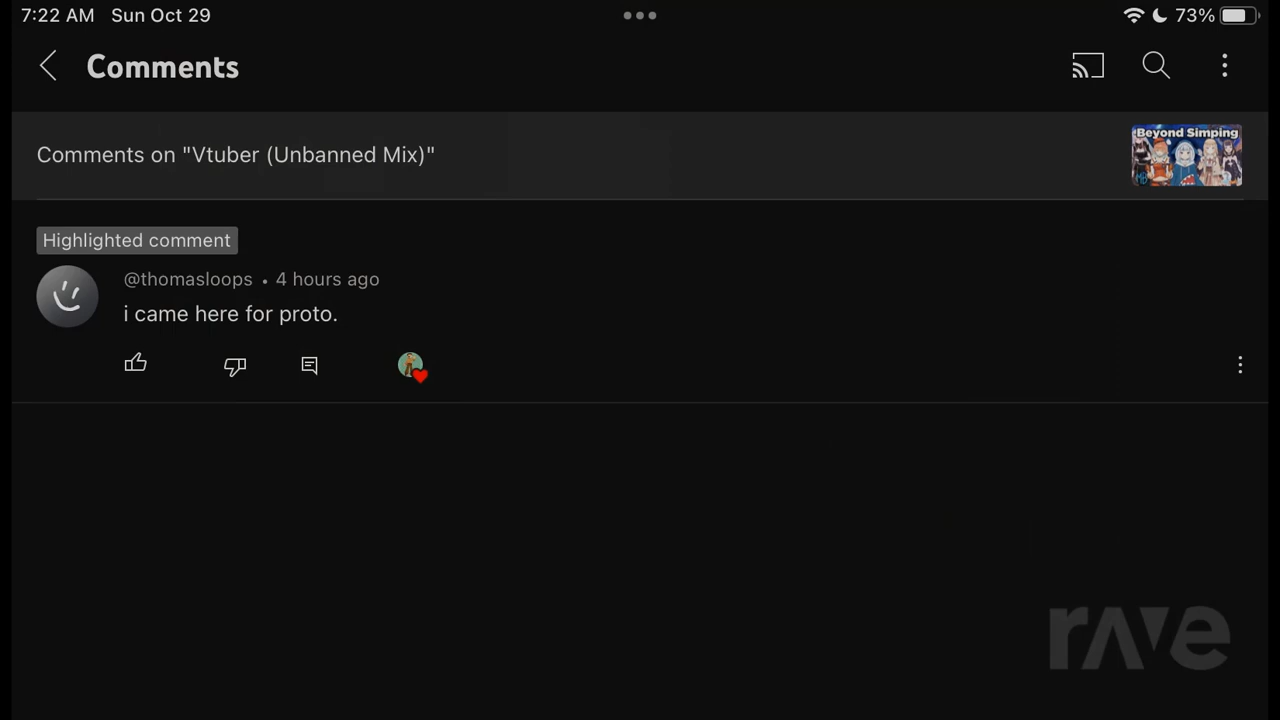 7:22 AM Sun Oct 29
73%
Comments
Comments on "Vtuber (Unbanned Mix)"
Beyond Simping
Highlighted comment
@thomasloops • 4 hours ago
i came here for proto.
rave